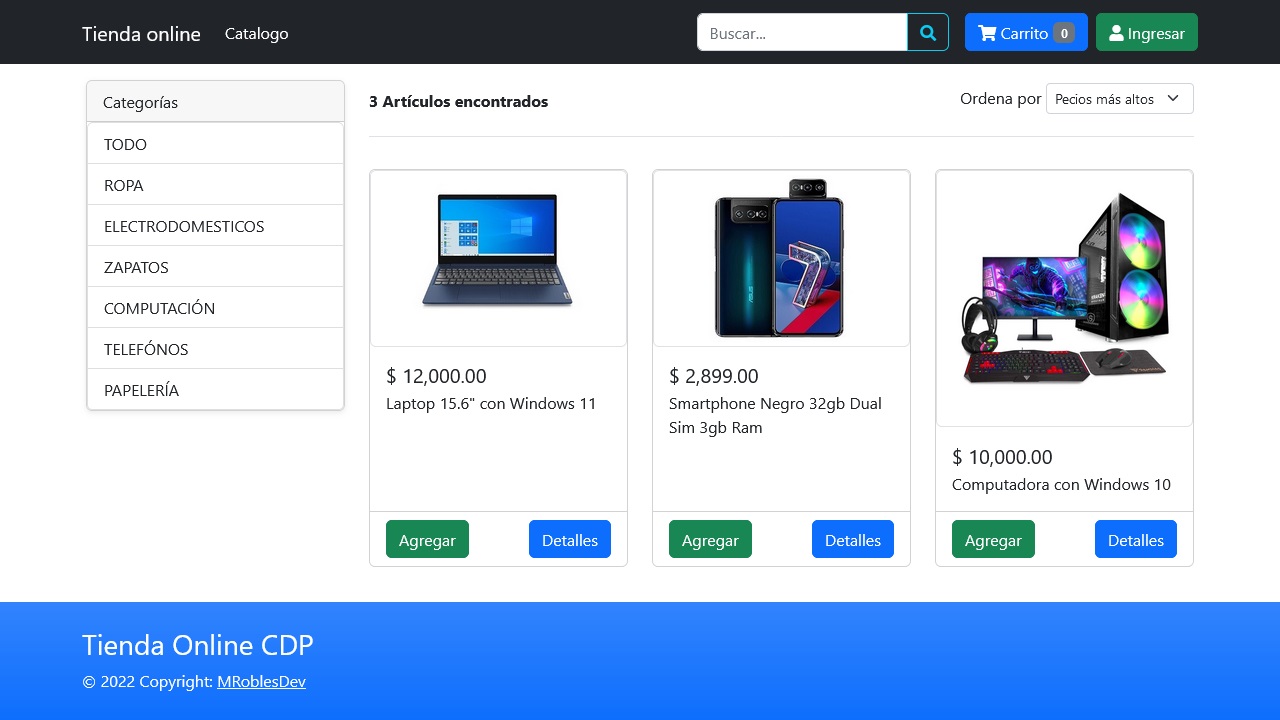 Tienda online
Catalogo
Buscar...
Carrito 0
Ingresar
Categorías
TODO
ROPA
ELECTRODOMESTICOS
ZAPATOS
COMPUTACIÓN
TELEFÓNOS
PAPELERÍA
3 Artículos encontrados
Ordena por Pecios más altos
$ 12,000.00
Laptop 15.6" con Windows 11
Agregar
Detalles
ASUS
$ 2,899.00
Smartphone Negro 32gb Dual
Sim 3gb Ram
Agregar
Detalles
$ 10,000.00
Computadora con Windows 10
Agregar
Detalles
Tienda Online CDP
© 2022 Copyright: MRoblesDev